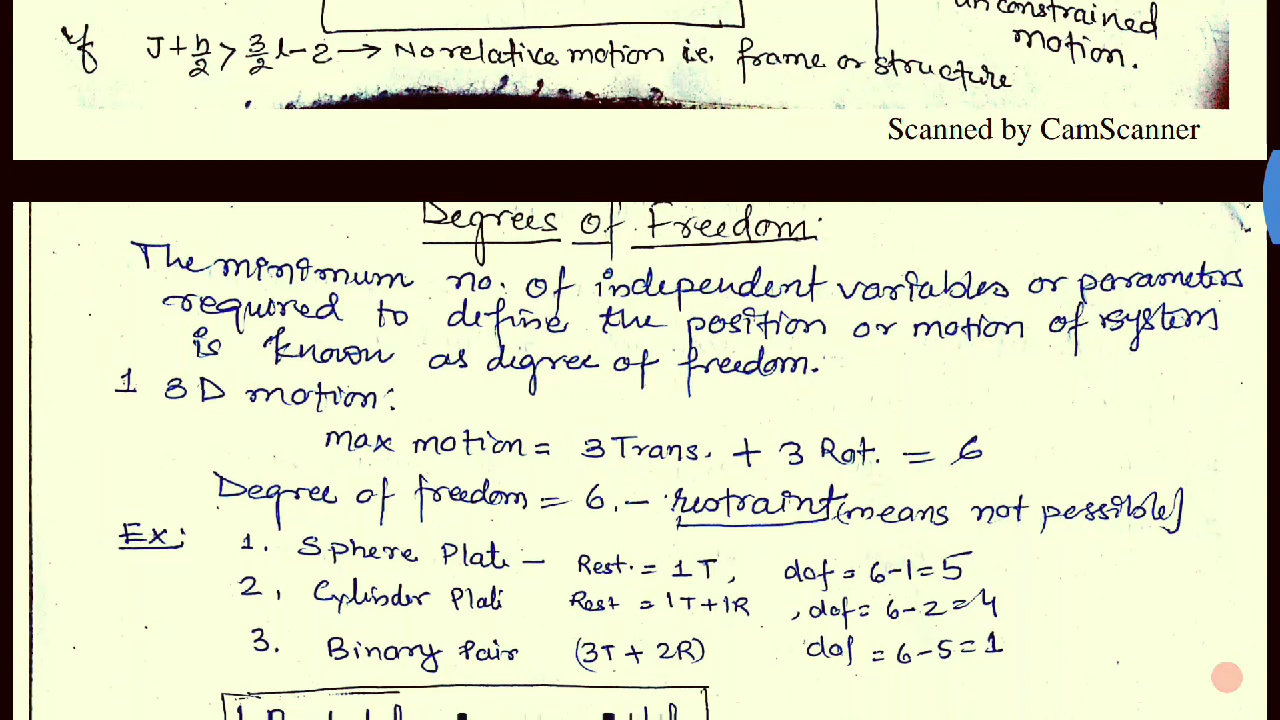 unconstrained
motion.
if J + h/2 > 3/2 l - 2 → No relative motion i.e. frame or structure
Scanned by CamScanner
Degrees of Freedom:
The minimum no. of independent variables or parameters
required to define the position or motion of system
is known as digree of freedom.
1 3D motion:
max motion = 3 Trans. + 3 Rot. = 6
Degree of freedom = 6. - restraint (means not possible)
Ex: 1. Sphere Plate - Rest. = 1T, dof = 6-1=5
2. Cylinder Plate Rest = 1T+1R, dof = 6-2=4
3. Binary Pair (3T + 2R) dof = 6-5=1